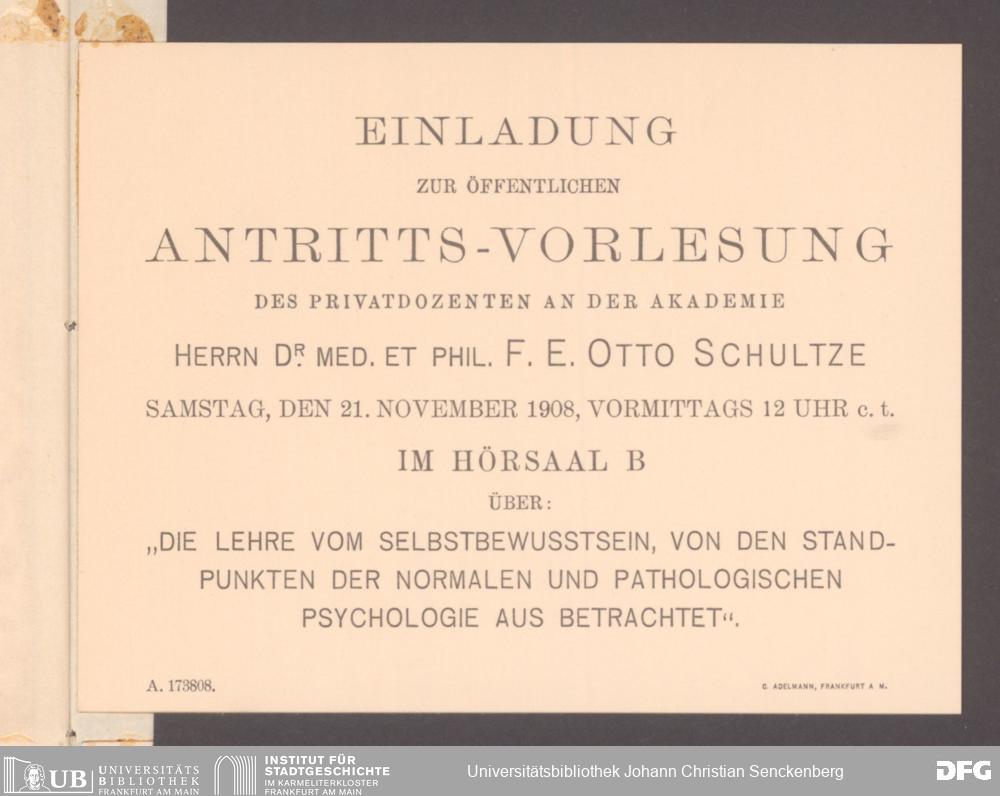 EINLADUNG
ZUR ÖFFENTLICHEN
ANTRITTS-VORLESUNG
DES PRIVATDOZENTEN AN DER AKADEMIE
HERRN DR. MED. ET PHIL. F. E. OTTO SCHULTZE
SAMSTAG, DEN 21. NOVEMBER 1908, VORMITTAGS 12 UHR c. t.
IM HÖRSAAL B
ÜBER:
„DIE LEHRE VOM SELBSTBEWUSSTSEIN, VON DEN STAND-
PUNKTEN DER NORMALEN UND PATHOLOGISCHEN
PSYCHOLOGIE AUS BETRACHTET“.
A. 173808.
C. ADELMANN, FRANKFURT A M.
UB
UNIVERSITÄTS
BIBLIOTHEK
FRANKFURT AM MAIN
INSTITUT FÜR
STADTGESCHICHTE
IM KARMELITERKLOSTER
FRANKFURT AM MAIN
Universitätsbibliothek Johann Christian Senckenberg
DFG